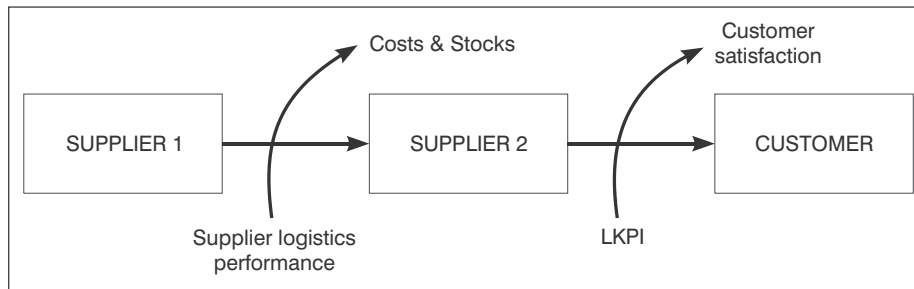 Costs & Stocks
Customer
satisfaction
SUPPLIER 1
SUPPLIER 2
CUSTOMER
Supplier logistics
performance
LKPI